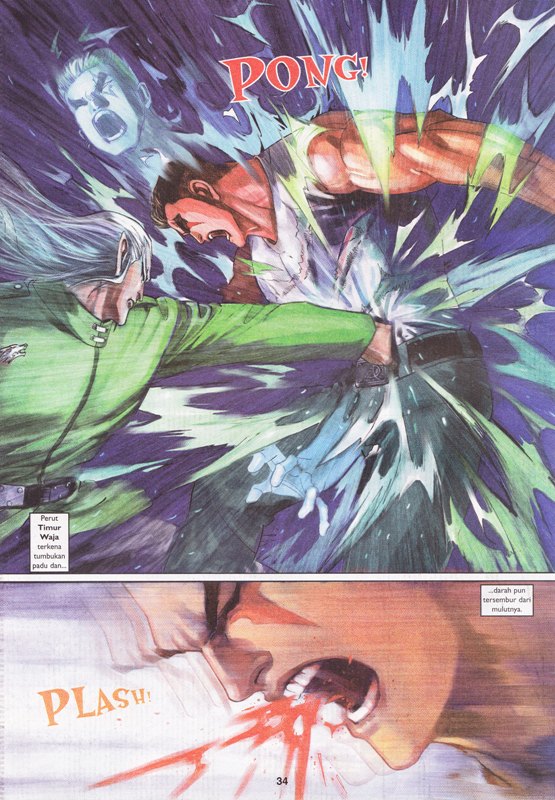 PONG!
Perut
Timur
Waja
terkena
tumbukan
padu dan...
...darah pun
tersembur dari
mulutnya.
PLASH!
34